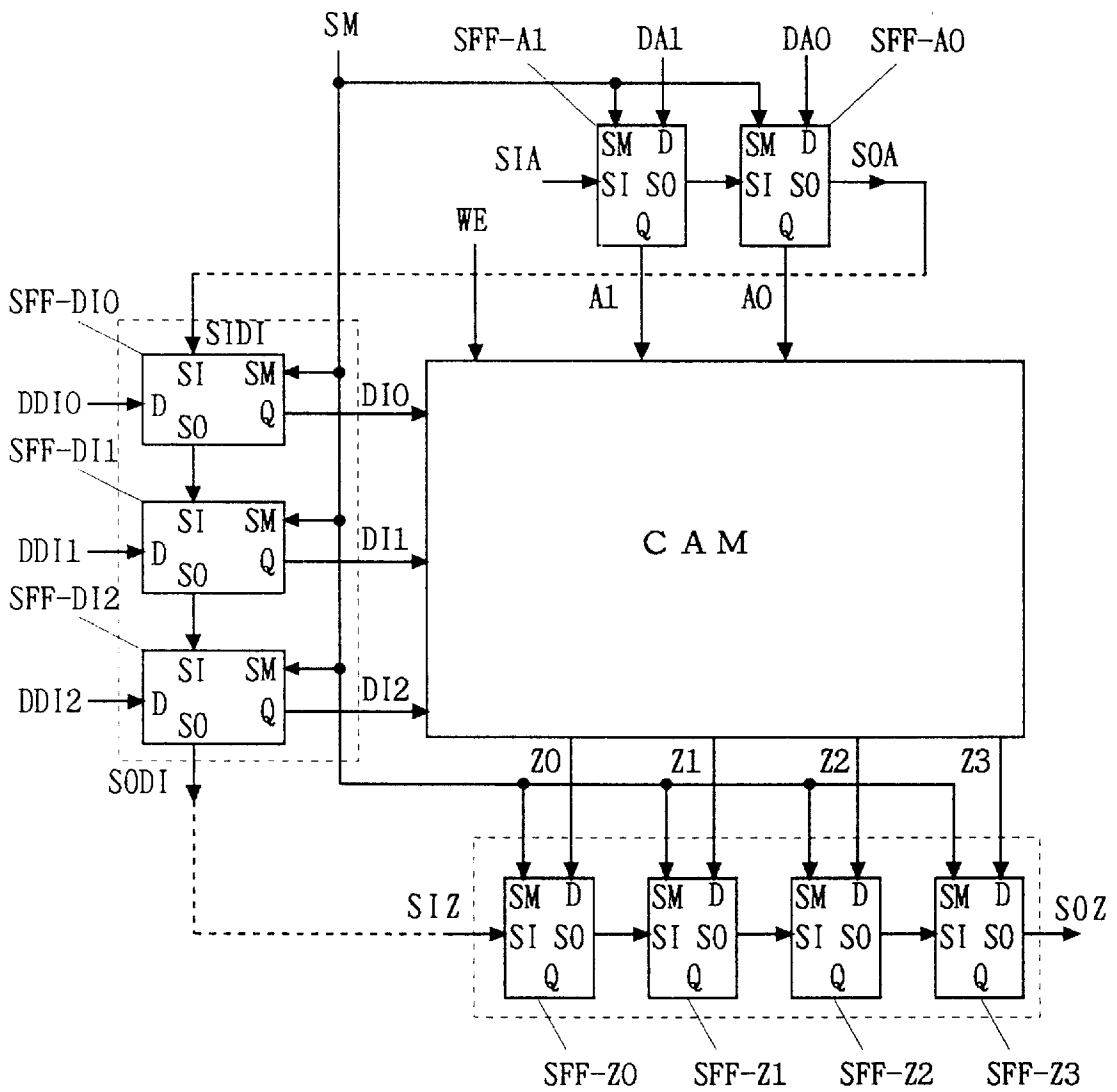 SM
SFF-A1
DA1
DA0
SFF-A0
SM D
SI SO
Q
SM D
SI SO
Q
SIA
SOA
WE
A1
A0
SFF-DI0
SIDI
SI SM
D Q
SO
DDI0
DI0
SFF-DI1
SI SM
D Q
SO
DDI1
DI1
SFF-DI2
SI SM
D Q
SO
DDI2
DI2
CAM
SODI
Z0
Z1
Z2
Z3
SIZ
SM D
SI SO
Q
SM D
SI SO
Q
SM D
SI SO
Q
SM D
SI SO
Q
SOZ
SFF-Z0
SFF-Z1
SFF-Z2
SFF-Z3